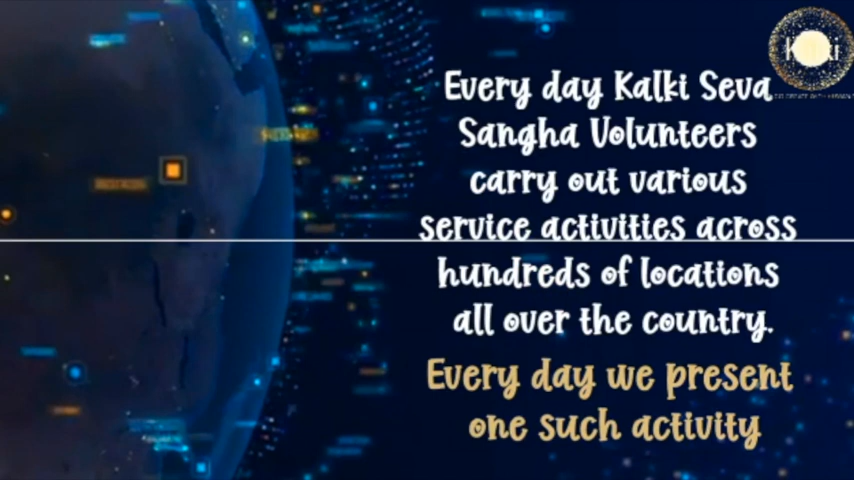 Every day Kalki Seva
Sangha Volunteers
carry out various
service activities across
hundreds of locations
all over the country.
Every day we present
one such activity